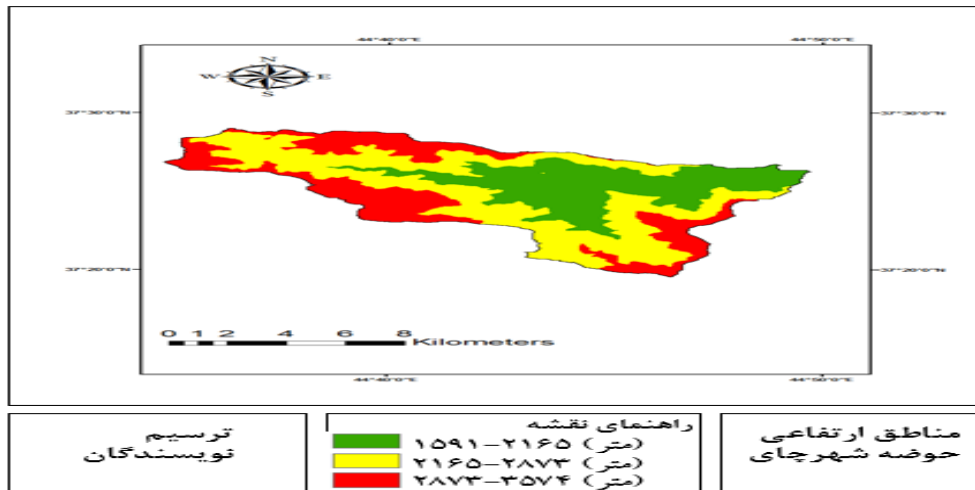 44°40'0"E 44°50'0"E
N
W E
S
37°30'0"N 37°30'0"N
37°20'0"N 37°20'0"N
0 1 2 4 6 8
Kilometers
44°40'0"E 44°50'0"E
مناطق ارتفاعی
حوضه شهرچای
راهنمای نقشه
(متر) ۱۵۹۱-۲۱۶۵
(متر) ۲۱۶۵-۲۸۷۳
(متر) ۲۸۷۳-۳۵۷۴
ترسیم
نویسندگان